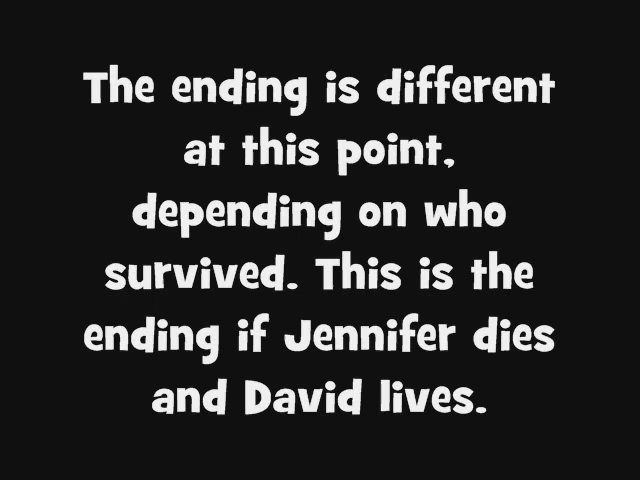 The ending is different
at this point,
depending on who
survived. This is the
ending if Jennifer dies
and David lives.